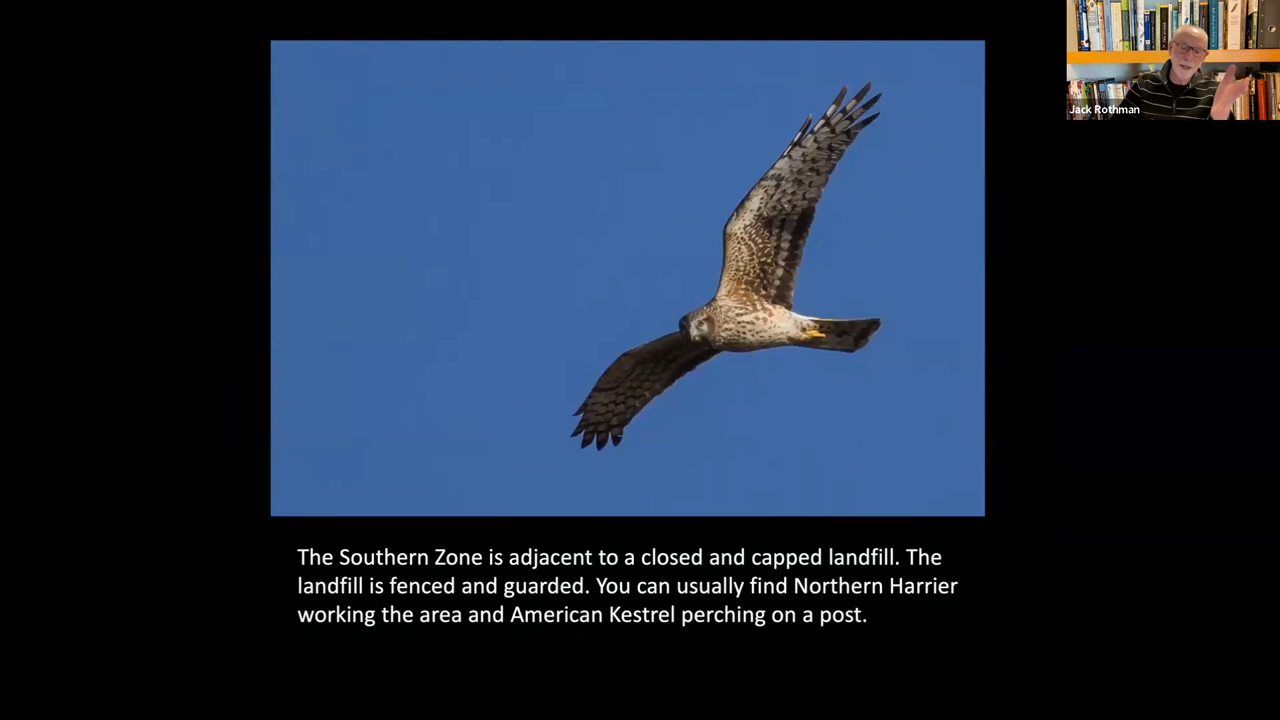 Jack Rothman
The Southern Zone is adjacent to a closed and capped landfill. The
landfill is fenced and guarded. You can usually find Northern Harrier
working the area and American Kestrel perching on a post.